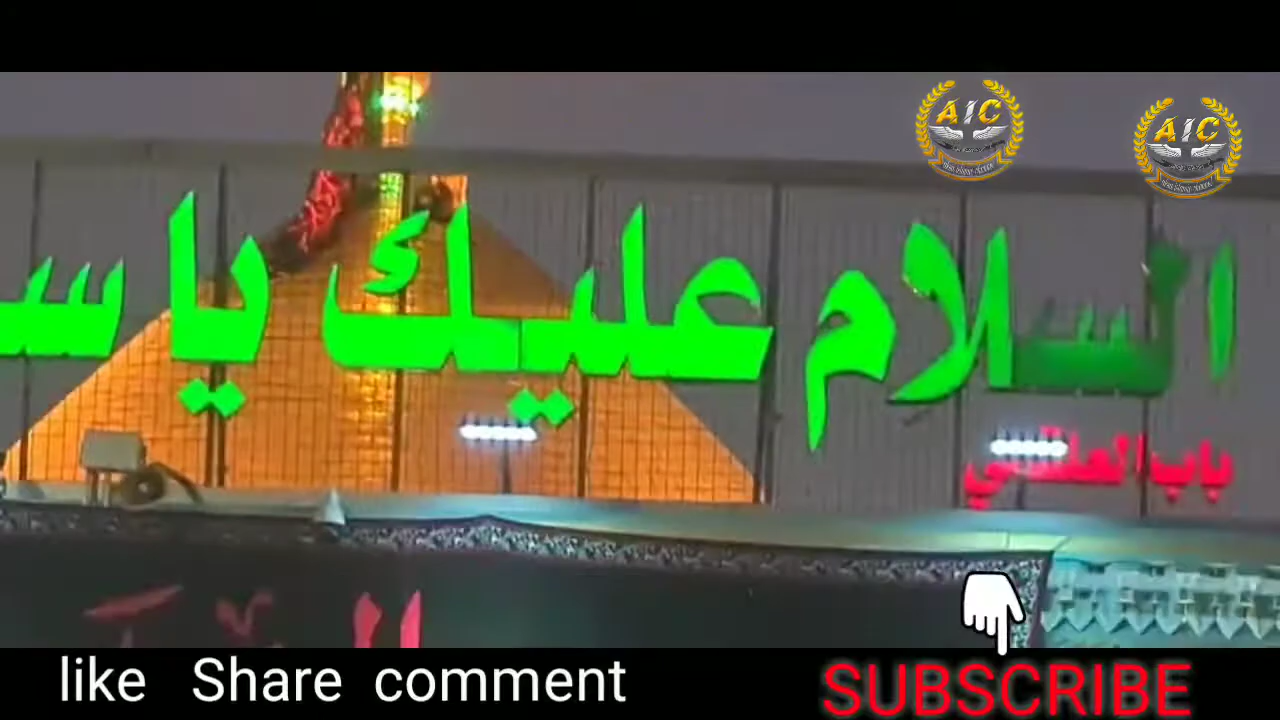 AIC
AIC
السلام عليك يا س
باب العلقمي
like Share comment
SUBSCRIBE